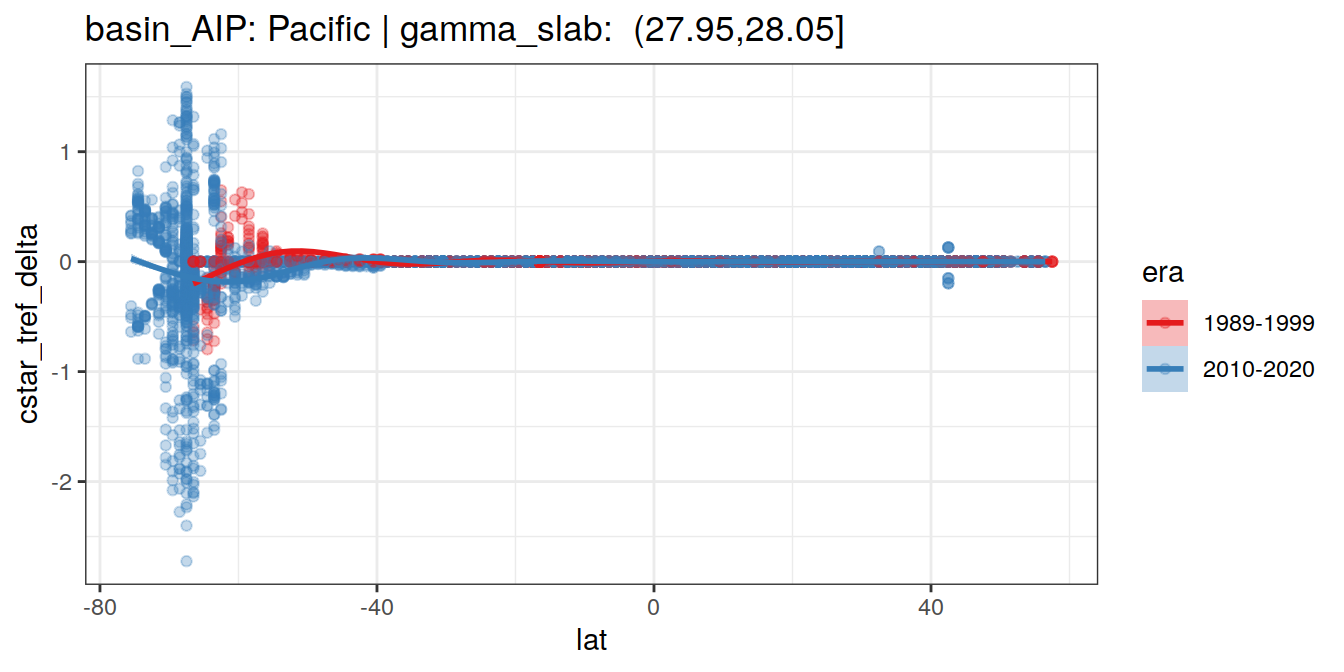 basin_AIP: Pacific | gamma_slab:  (27.95,28.05]
cstar_tref_delta
1
0
-1
-2
-80
-40
0
40
lat
era
1989-1999
2010-2020